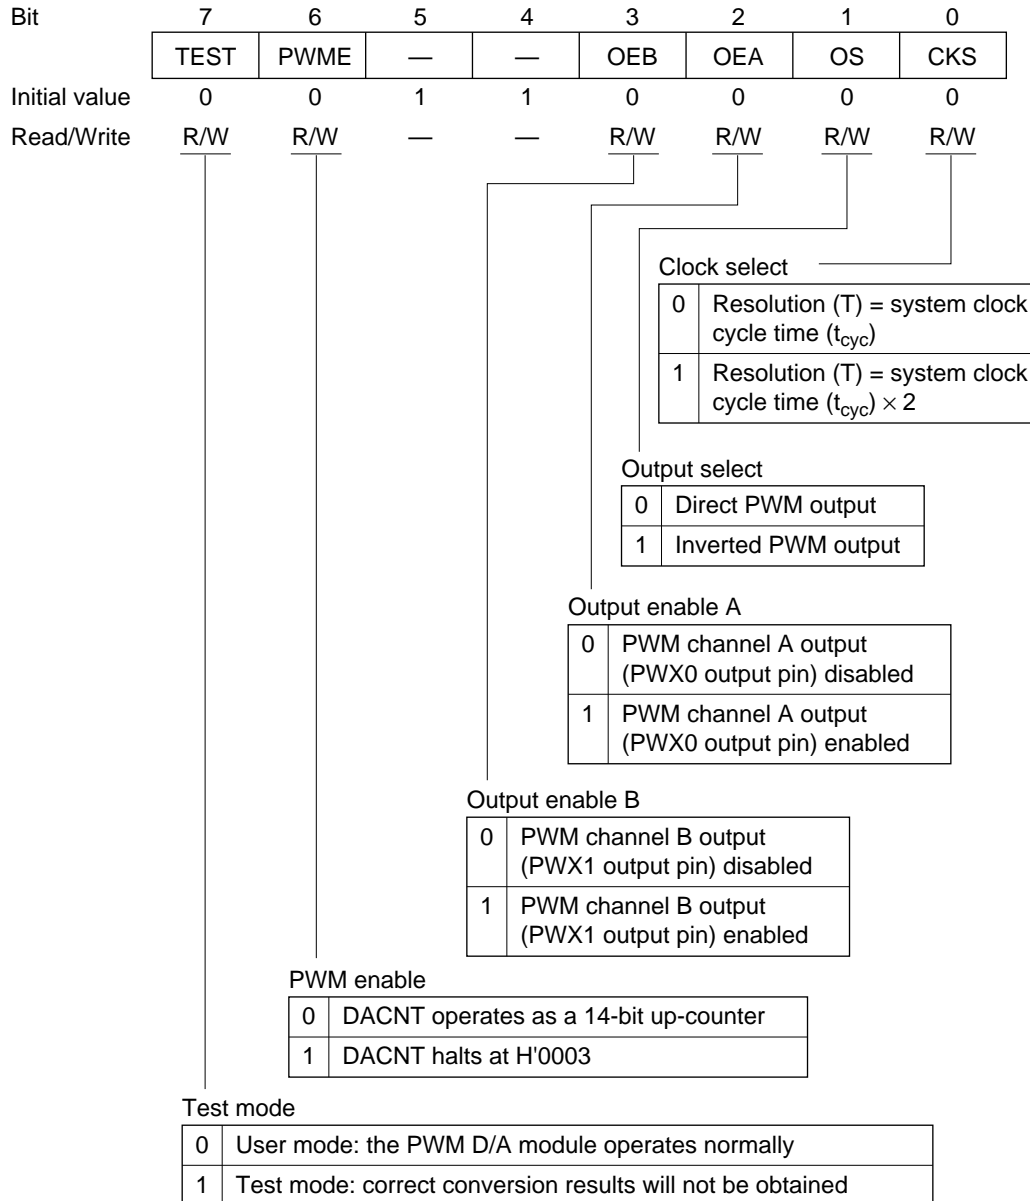 Bit 7 6 5 4 3 2 1 0
TEST PWME — — OEB OEA OS CKS
Initial value 0 0 1 1 0 0 0 0
Read/Write R/W R/W — — R/W R/W R/W R/W
Clock select
0 Resolution (T) = system clock
cycle time (tcyc)
1 Resolution (T) = system clock
cycle time (tcyc) × 2
Output select
0 Direct PWM output
1 Inverted PWM output
Output enable A
0 PWM channel A output
(PWX0 output pin) disabled
1 PWM channel A output
(PWX0 output pin) enabled
Output enable B
0 PWM channel B output
(PWX1 output pin) disabled
1 PWM channel B output
(PWX1 output pin) enabled
PWM enable
0 DACNT operates as a 14-bit up-counter
1 DACNT halts at H'0003
Test mode
0 User mode: the PWM D/A module operates normally
1 Test mode: correct conversion results will not be obtained